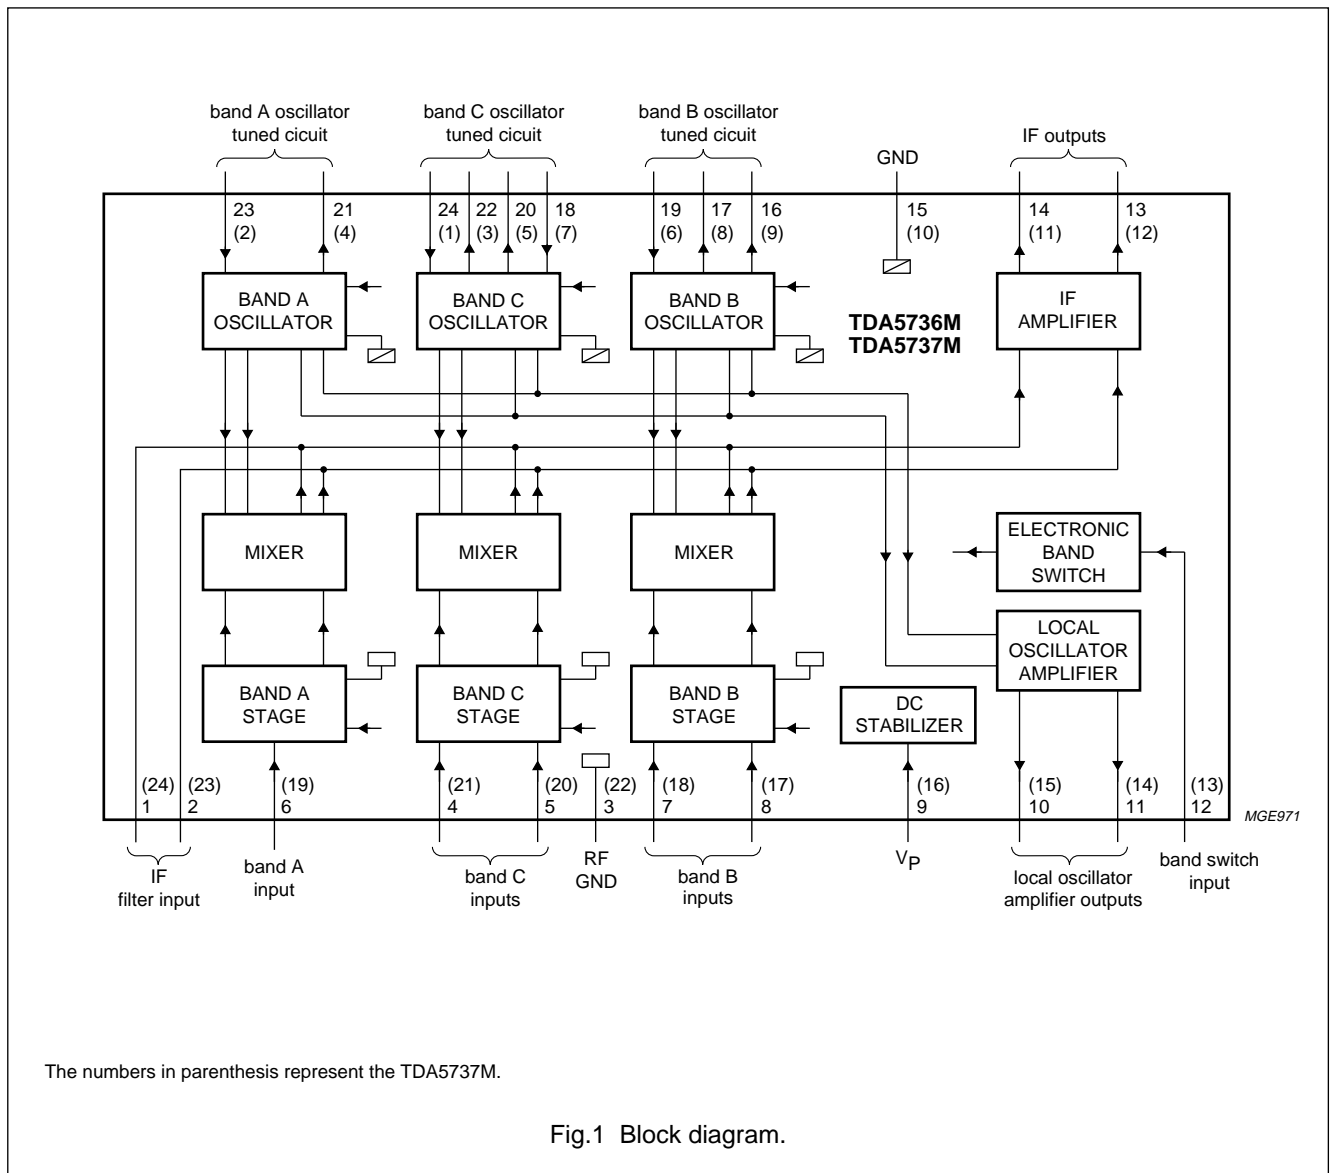 band A oscillator
tuned cicuit
band C oscillator
tuned cicuit
band B oscillator
tuned cicuit
GND
IF outputs
23
(2)
21
(4)
24
(1)
22
(3)
20
(5)
18
(7)
19
(6)
17
(8)
16
(9)
15
(10)
14
(11)
13
(12)
BAND A
OSCILLATOR
BAND C
OSCILLATOR
BAND B
OSCILLATOR
TDA5736M
TDA5737M
IF
AMPLIFIER
MIXER
MIXER
MIXER
ELECTRONIC
BAND
SWITCH
LOCAL
OSCILLATOR
AMPLIFIER
BAND A
STAGE
BAND C
STAGE
BAND B
STAGE
DC
STABILIZER
(24)
1
(23)
2
(19)
6
(21)
4
(20)
5
(22)
3
(18)
7
(17)
8
(16)
9
(15)
10
(14)
11
(13)
12
MGE971
IF
filter input
band A
input
band C
inputs
RF
GND
band B
inputs
VP
local oscillator
amplifier outputs
band switch
input
The numbers in parenthesis represent the TDA5737M.
Fig.1 Block diagram.